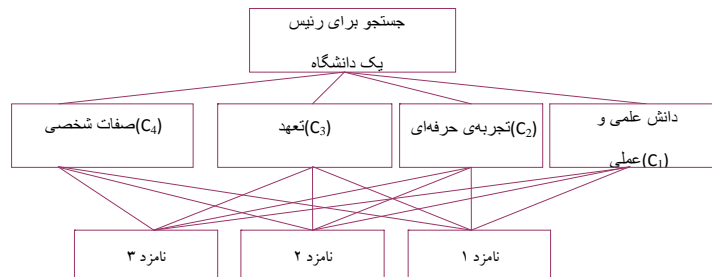 جستجو برای رئیس
یک دانشگاه
دانش علمی و
عملی(C₁)
تجربه‌ی حرفه‌ای(C₂)
تعهد(C₃)
صفات شخصی(C₄)
نامزد ۱
نامزد ۲
نامزد ۳